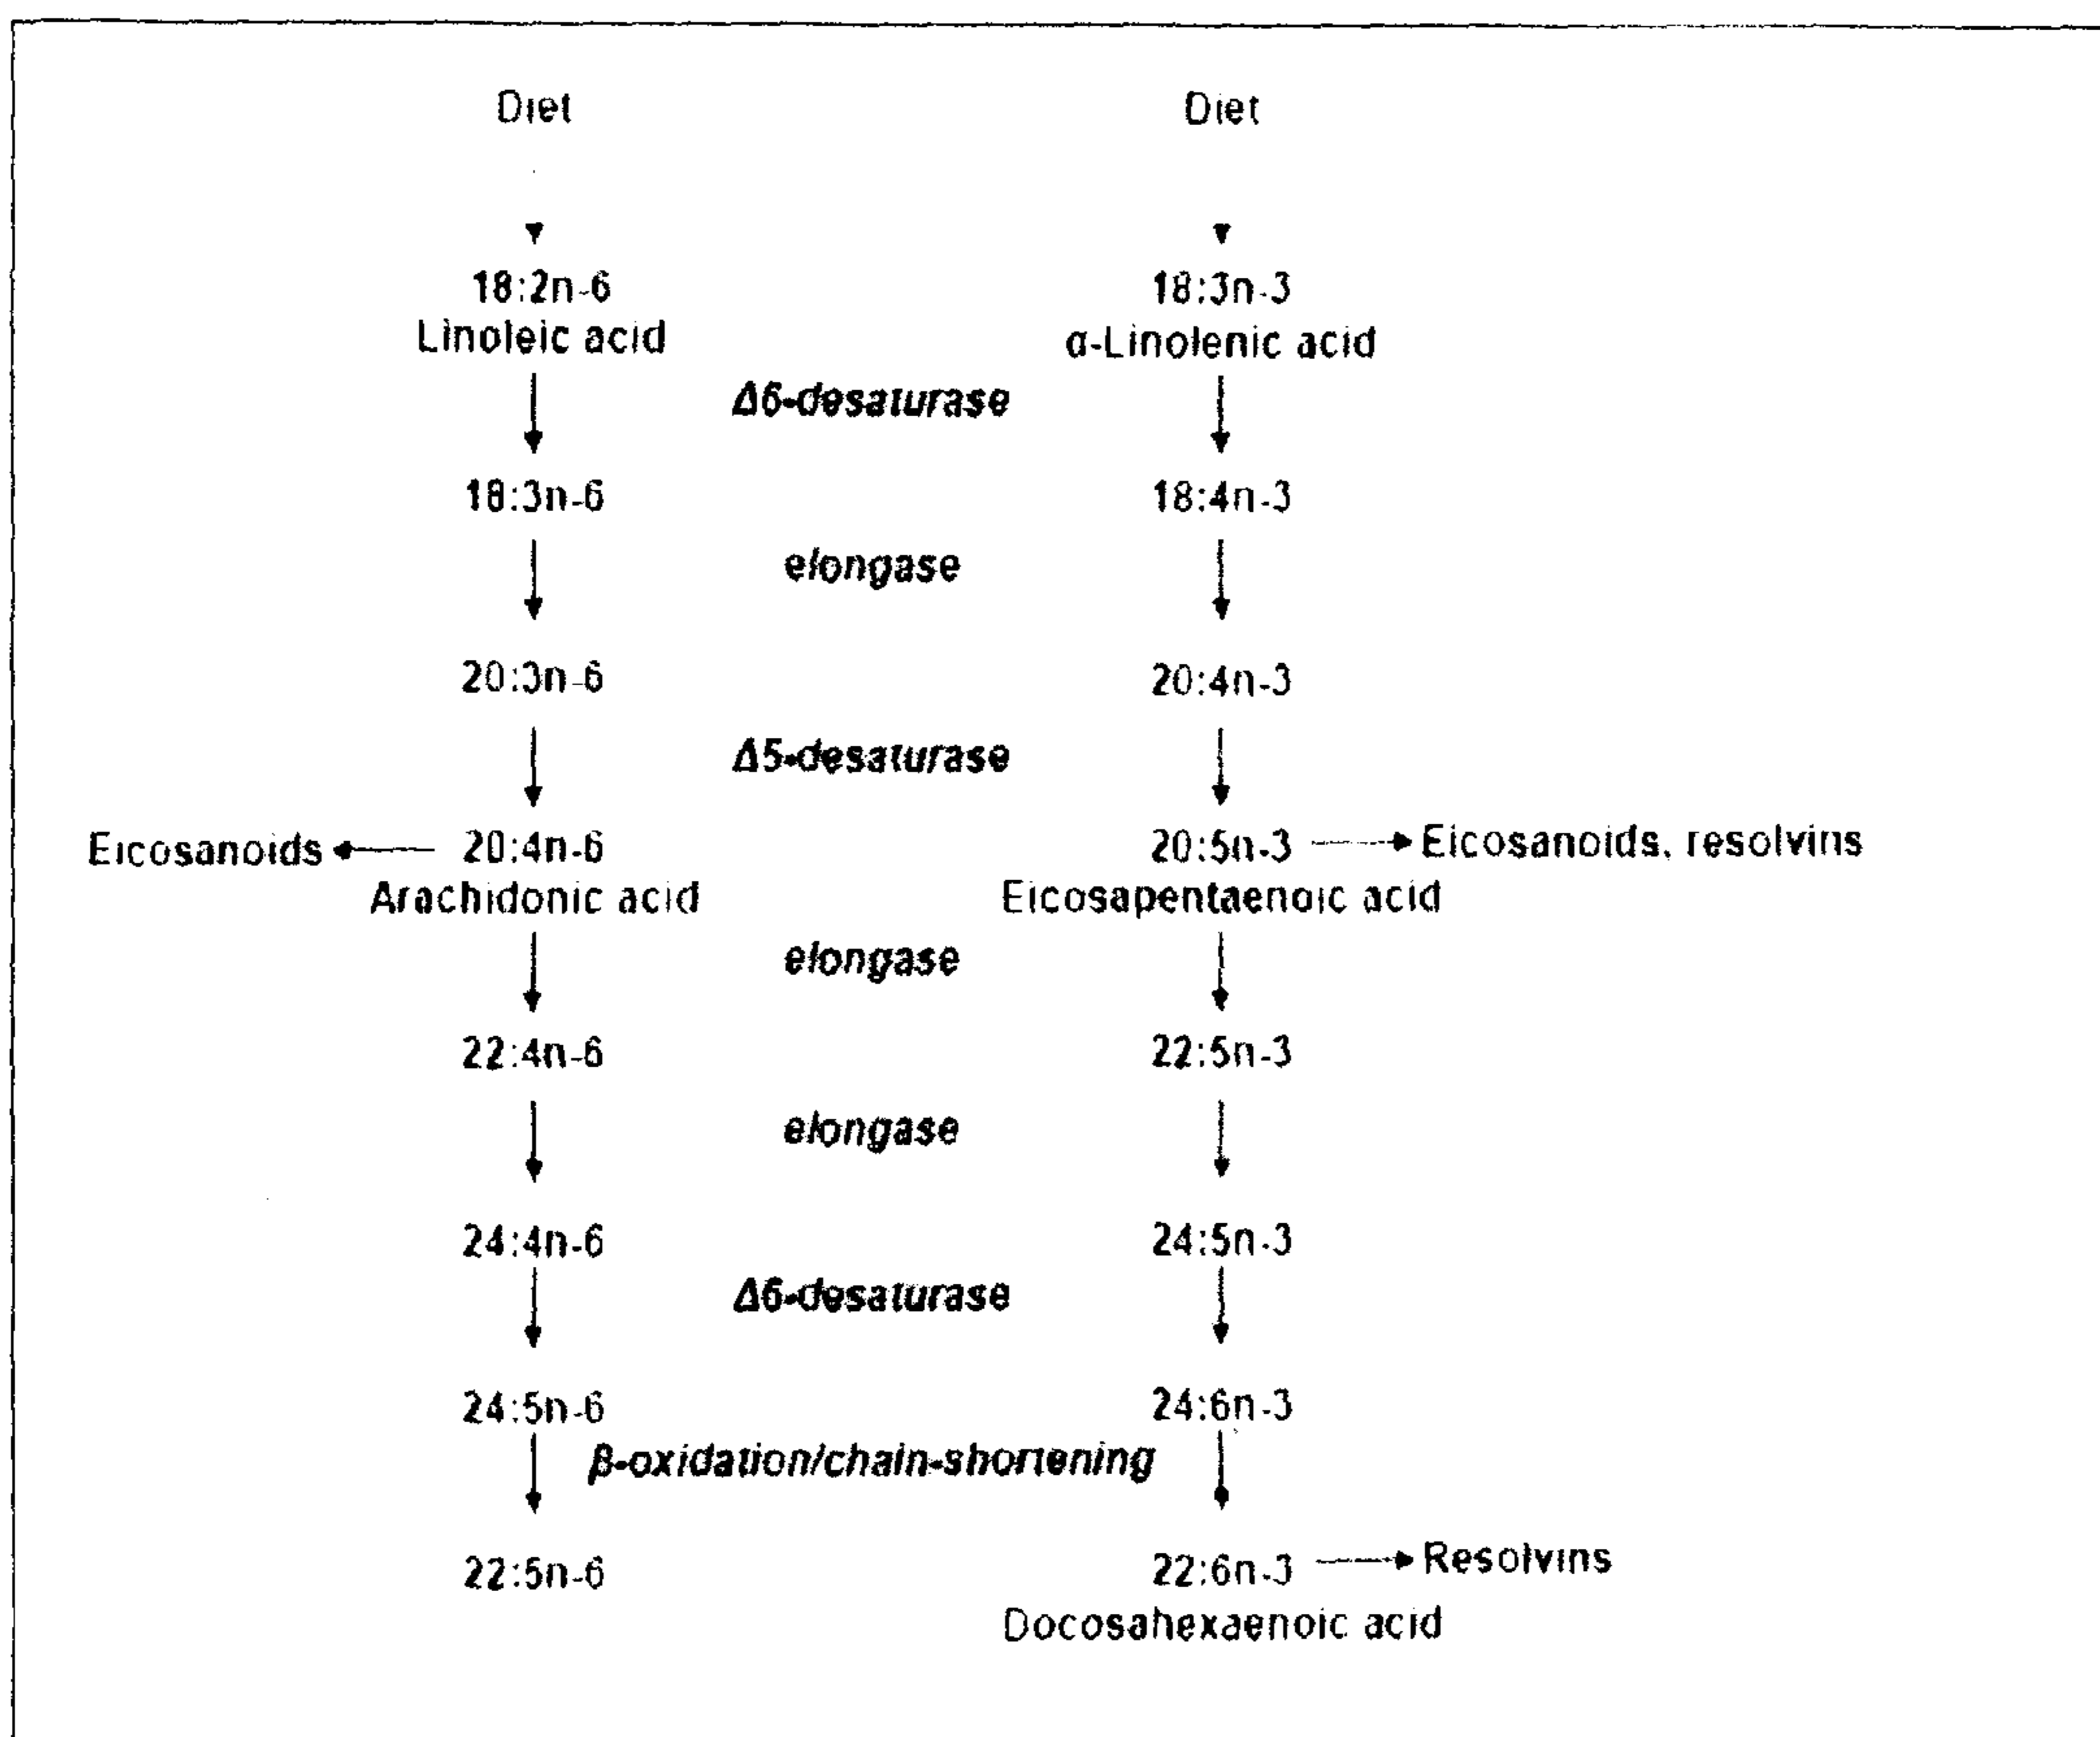 Diet Diet
18:2n-6 18:3n-3
Linoleic acid α-Linolenic acid
Δ6-desaturase
18:3n-6 18:4n-3
elongase
20:3n-6 20:4n-3
Δ5-desaturase
Eicosanoids 20:4n-6 20:5n-3 Eicosanoids, resolvins
Arachidonic acid Eicosapentaenoic acid
elongase
22:4n-6 22:5n-3
elongase
24:4n-6 24:5n-3
Δ6-desaturase
24:5n-6 24:6n-3
β-oxidation/chain-shortening
22:5n-6 22:6n-3 Resolvins
Docosahexaenoic acid